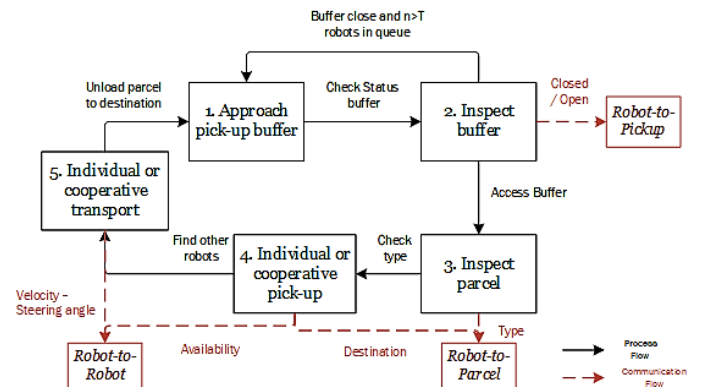 Buffer close and n>T
robots in queue
Unload parcel
to destination
1. Approach
pick-up buffer
Check Status
buffer
2. Inspect
buffer
Closed
/ Open
Robot-to-
Pickup
5. Individual or
cooperative
transport
Access Buffer
Find other
robots
4. Individual or
cooperative
pick-up
Check
type
3. Inspect
parcel
Velocity –
Steering angle
Robot-to-
Robot
Availability
Destination
Type
Robot-to-
Parcel
Process
Flow
Communication
Flow